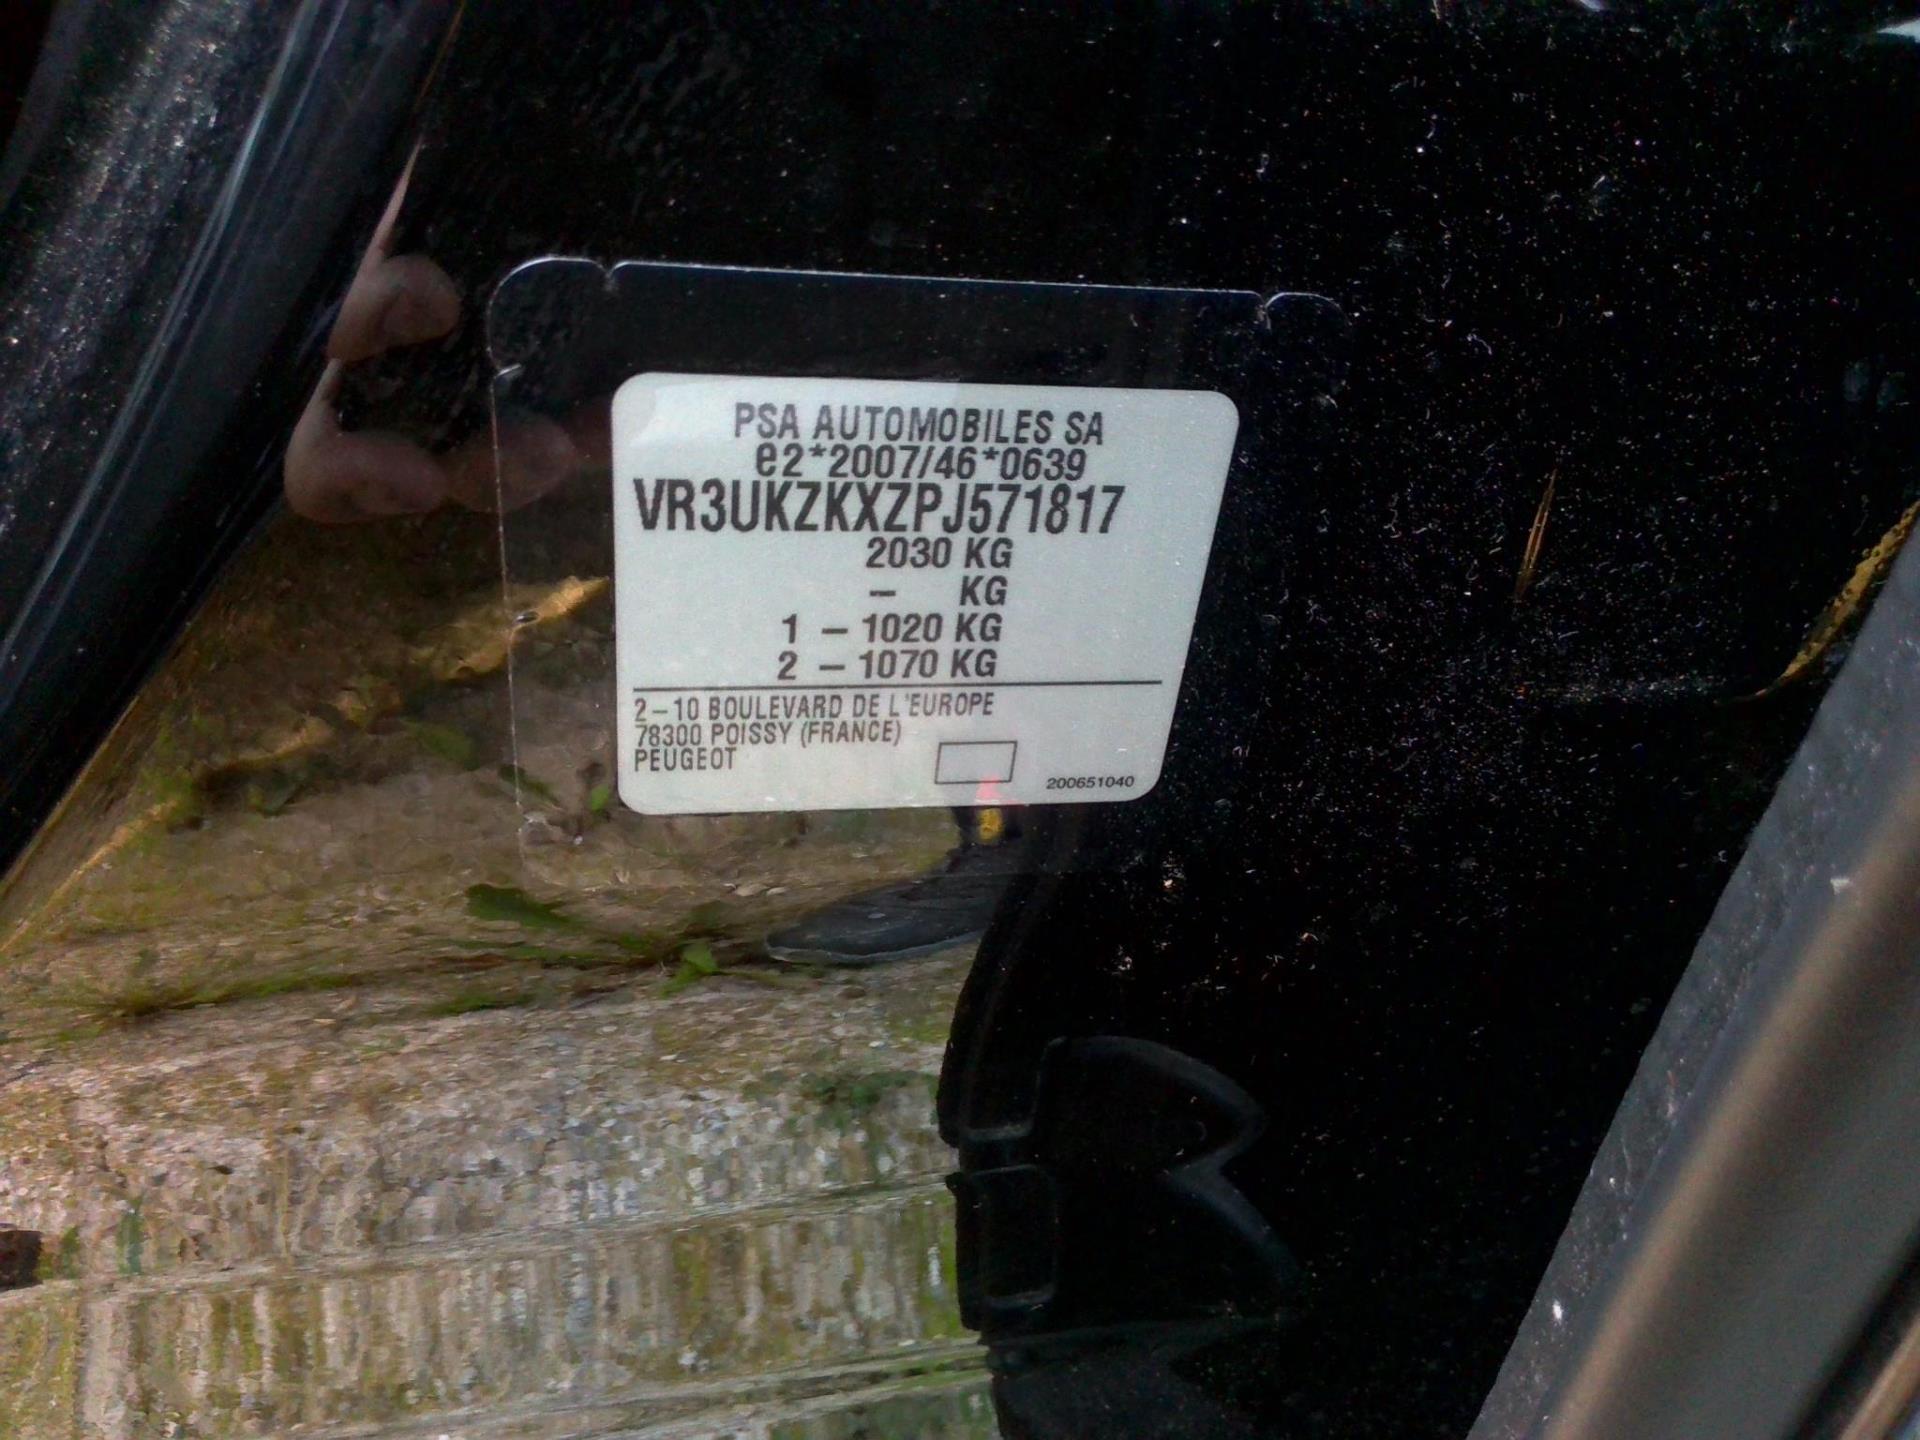 PSA AUTOMOBILES SA
e2*2007/46*0639
VR3UKZKXZPJ571817
2030 KG
– KG
1 – 1020 KG
2 – 1070 KG
2–10 BOULEVARD DE L'EUROPE
78300 POISSY (FRANCE)
PEUGEOT
200651040